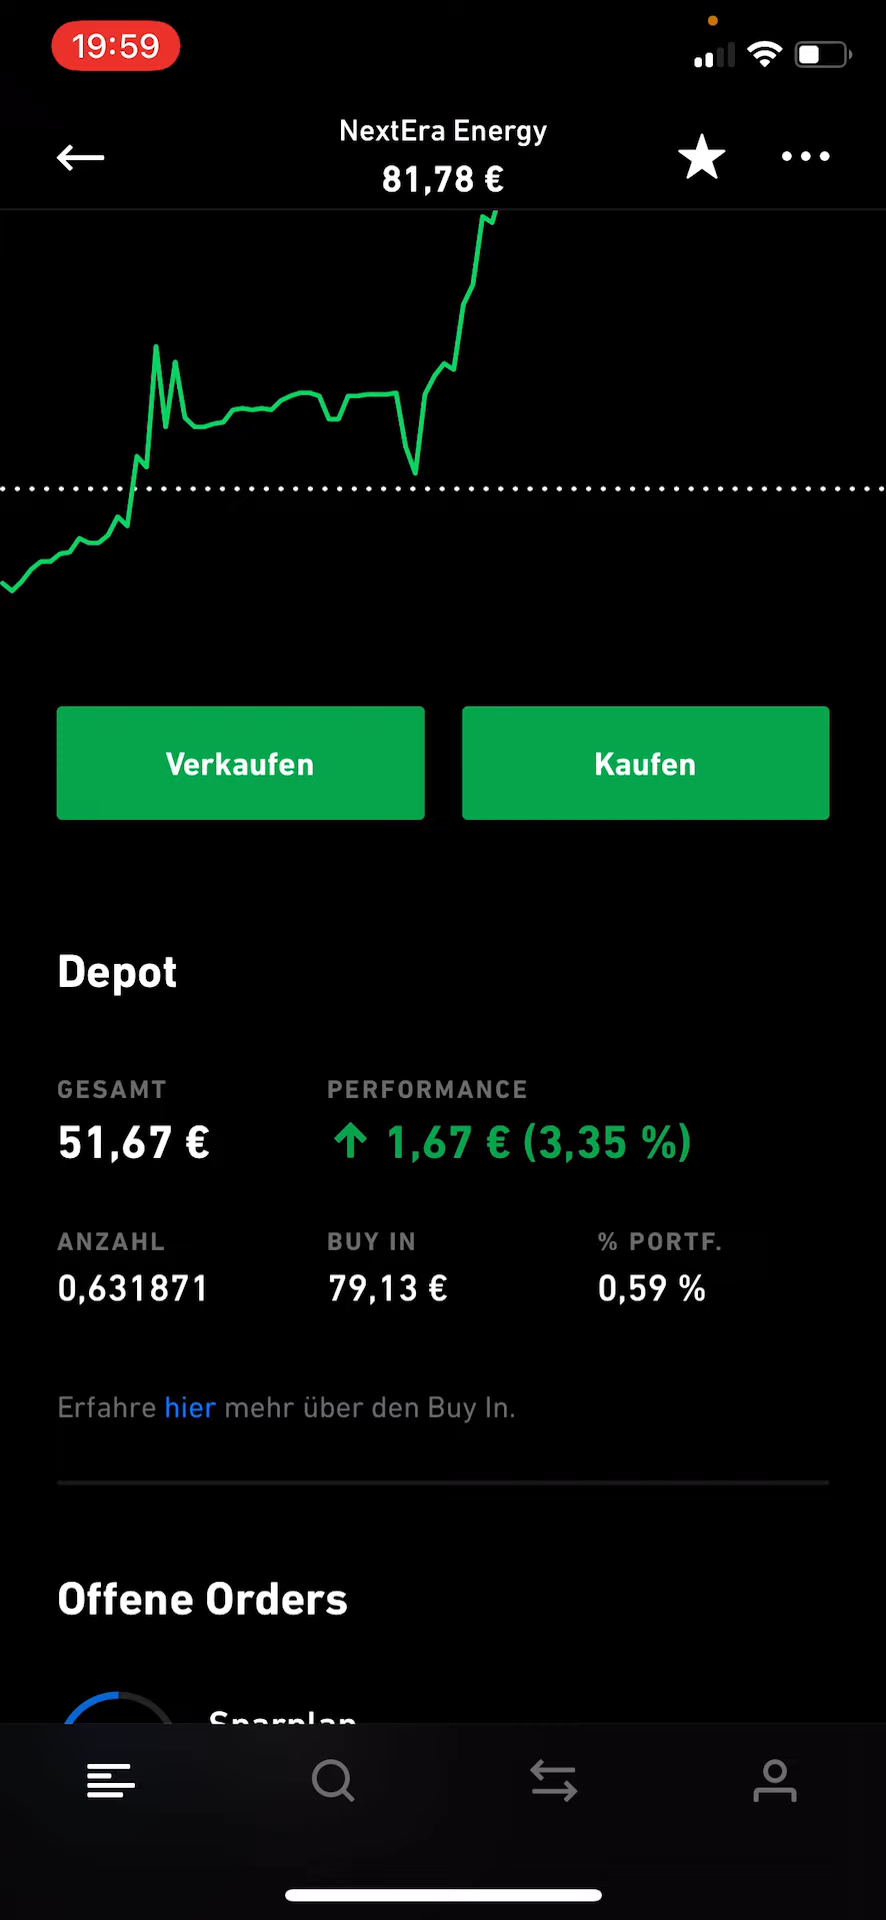 19:59
NextEra Energy
81,78 €
Verkaufen
Kaufen
Depot
GESAMT
PERFORMANCE
51,67 €
↑ 1,67 € (3,35 %)
ANZAHL
BUY IN
% PORTF.
0,631871
79,13 €
0,59 %
Erfahre hier mehr über den Buy In.
Offene Orders
Sparplan